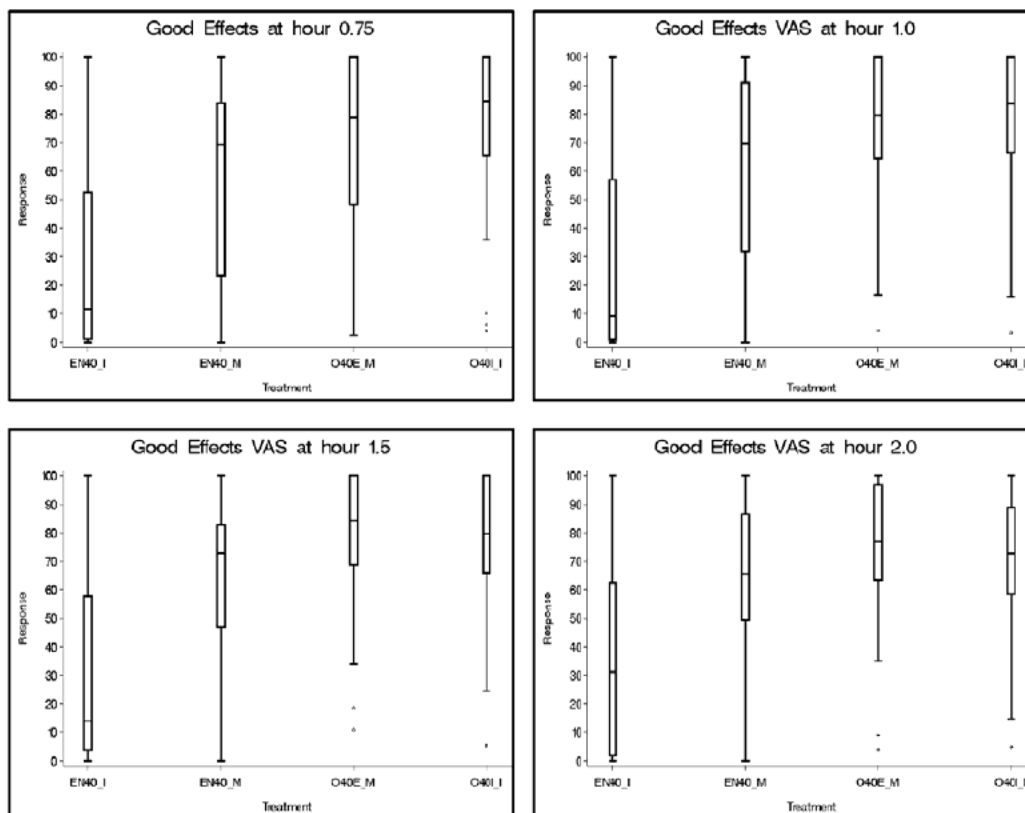 Good Effects at hour 0.75
100
90
80
70
60
50
40
30
20
10
0
Response
EN40_I EN40_M O40E_M O40I_I
Treatment
Good Effects VAS at hour 1.0
100
90
80
70
60
50
40
30
20
10
0
Response
EN40_I EN40_M O40E_M O40I_I
Treatment
Good Effects VAS at hour 1.5
100
90
80
70
60
50
40
30
20
10
0
Response
EN40_I EN40_M O40E_M O40I_I
Treatment
Good Effects VAS at hour 2.0
100
90
80
70
60
50
40
30
20
10
0
Response
EN40_I EN40_M O40E_M O40I_I
Treatment